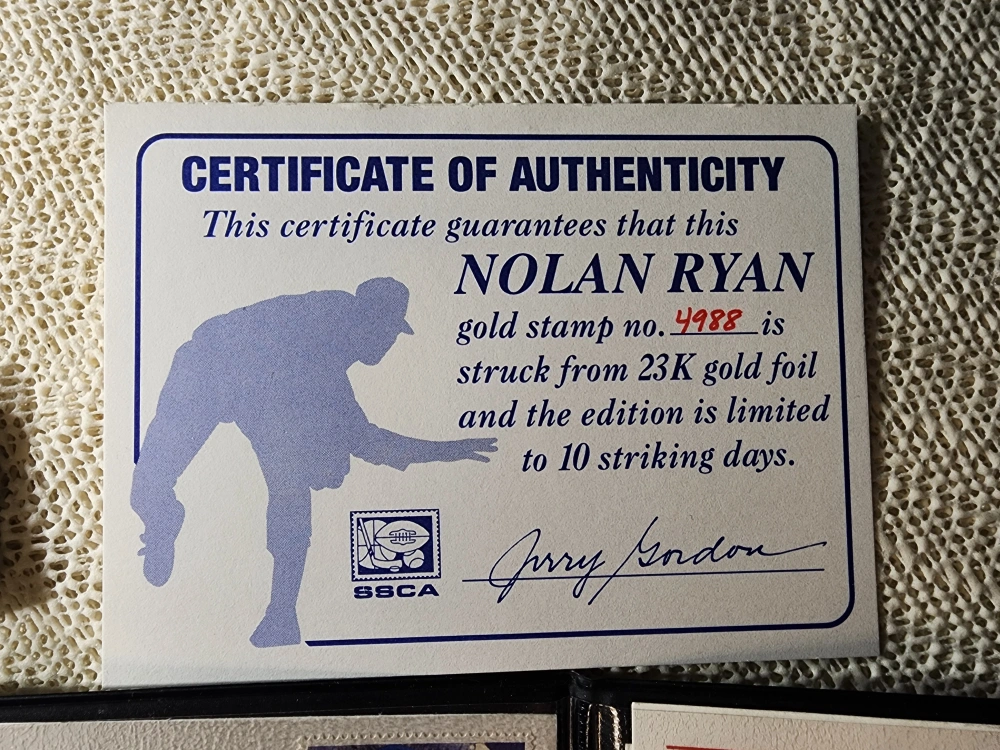 CERTIFICATE OF AUTHENTICITY
This certificate guarantees that this
NOLAN RYAN
gold stamp no. 4988 is
struck from 23K gold foil
and the edition is limited
to 10 striking days.
SSCA
Jerry Gordon